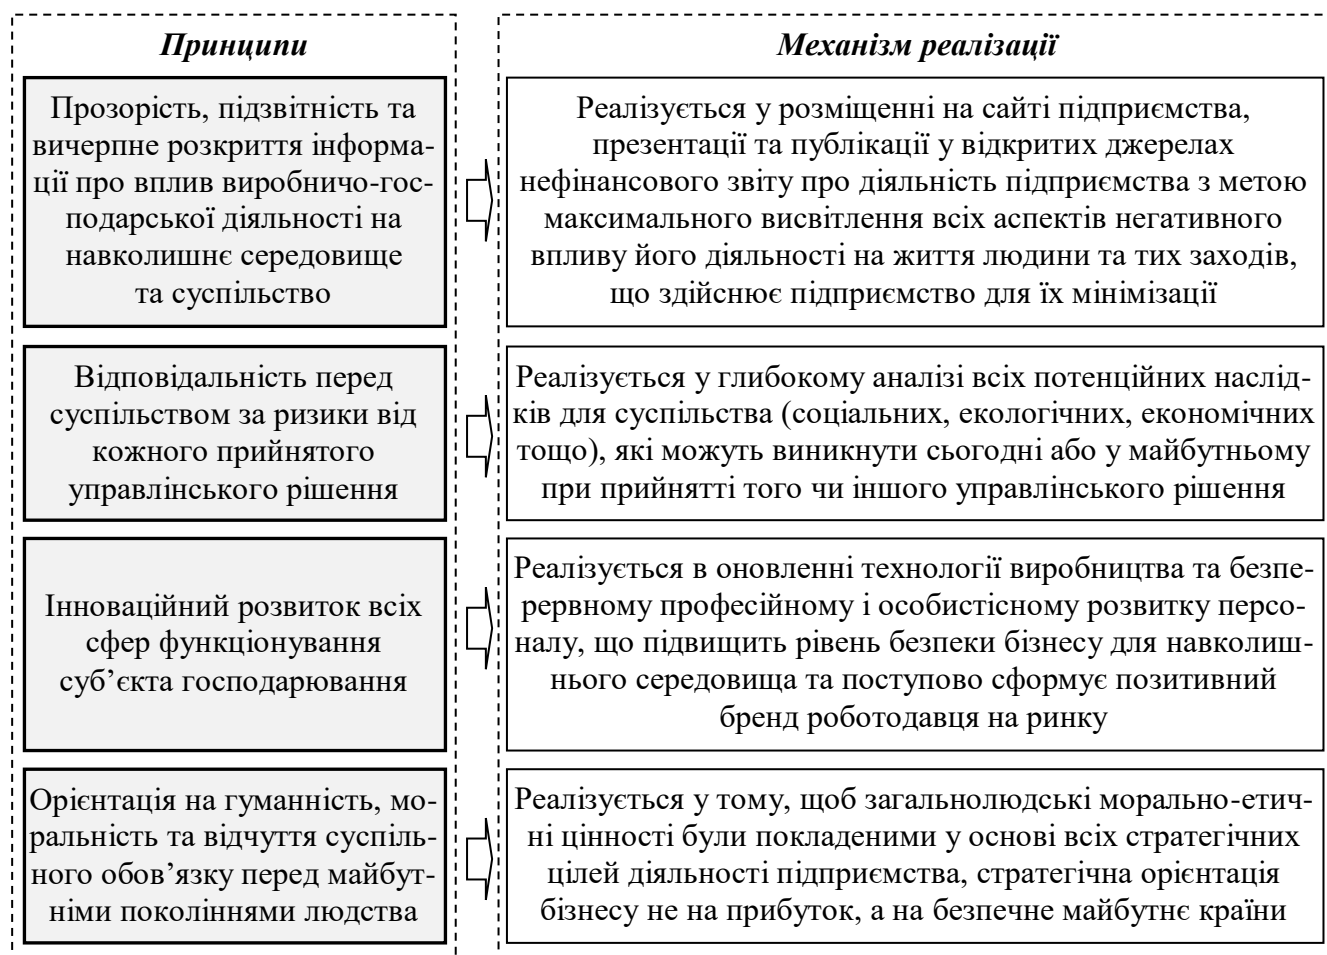 Принципи
Механізм реалізації
Прозорість, підзвітність та
вичерпне розкриття інформа-
ції про вплив виробничо-гос-
подарської діяльності на
навколишнє середовище
та суспільство
Реалізується у розміщенні на сайті підприємства,
презентації та публікації у відкритих джерелах
нефінансового звіту про діяльність підприємства з метою
максимального висвітлення всіх аспектів негативного
впливу його діяльності на життя людини та тих заходів,
що здійснює підприємство для їх мінімізації
Відповідальність перед
суспільством за ризики від
кожного прийнятого
управлінського рішення
Реалізується у глибокому аналізі всіх потенційних наслід-
ків для суспільства (соціальних, екологічних, економічних
тощо), які можуть виникнути сьогодні або у майбутньому
при прийнятті того чи іншого управлінського рішення
Інноваційний розвиток всіх
сфер функціонування
суб’єкта господарювання
Реалізується в оновленні технології виробництва та безпе-
рервному професійному і особистісному розвитку персо-
налу, що підвищить рівень безпеки бізнесу для навколиш-
нього середовища та поступово сформує позитивний
бренд роботодавця на ринку
Орієнтація на гуманність, мо-
ральність та відчуття суспіль-
ного обов’язку перед майбут-
німи поколіннями людства
Реалізується у тому, щоб загальнолюдські морально-етич-
ні цінності були покладеними у основі всіх стратегічних
цілей діяльності підприємства, стратегічна орієнтація
бізнесу не на прибуток, а на безпечне майбутнє країни